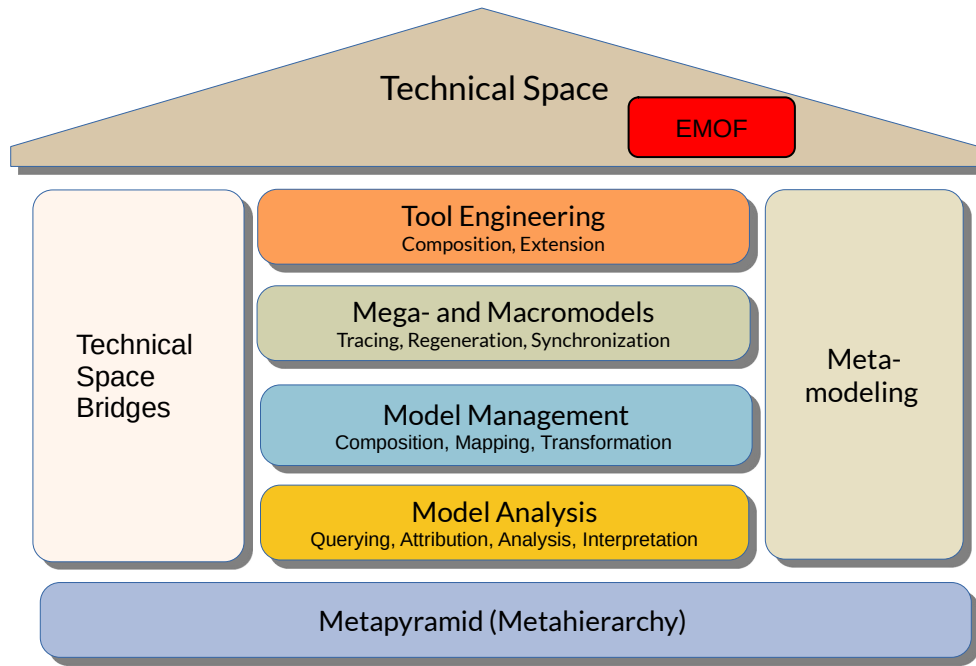 Technical Space
EMOF
Technical
Space
Bridges
Tool Engineering
Composition, Extension
Mega- and Macromodels
Tracing, Regeneration, Synchronization
Model Management
Composition, Mapping, Transformation
Model Analysis
Querying, Attribution, Analysis, Interpretation
Meta-
modeling
Metapyramid (Metahierarchy)